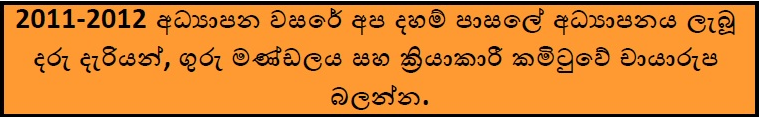 2011-2012 අධ්‍යාපන වසරේ අප දහම් පාසලේ අධ්‍යාපනය ලැබූ
දරු දැරියන්, ගුරු මණ්ඩලය සහ ක්‍රියාකාරී කමිටුවේ චායාරුප
බලන්න.